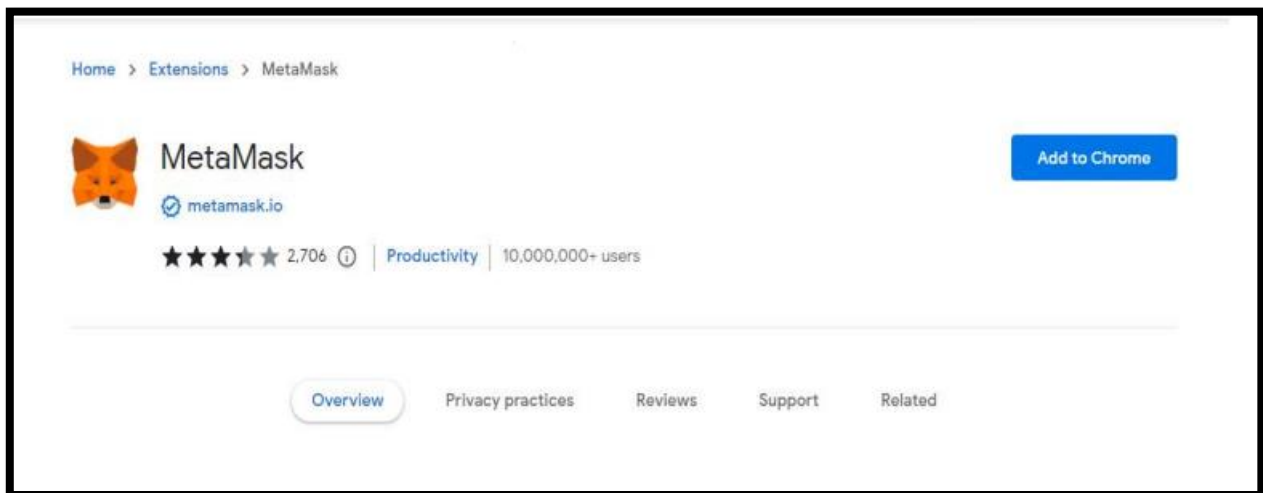 Home > Extensions > MetaMask
MetaMask
Add to Chrome
metamask.io
2,706 | Productivity | 10,000,000+ users
Overview Privacy practices Reviews Support Related